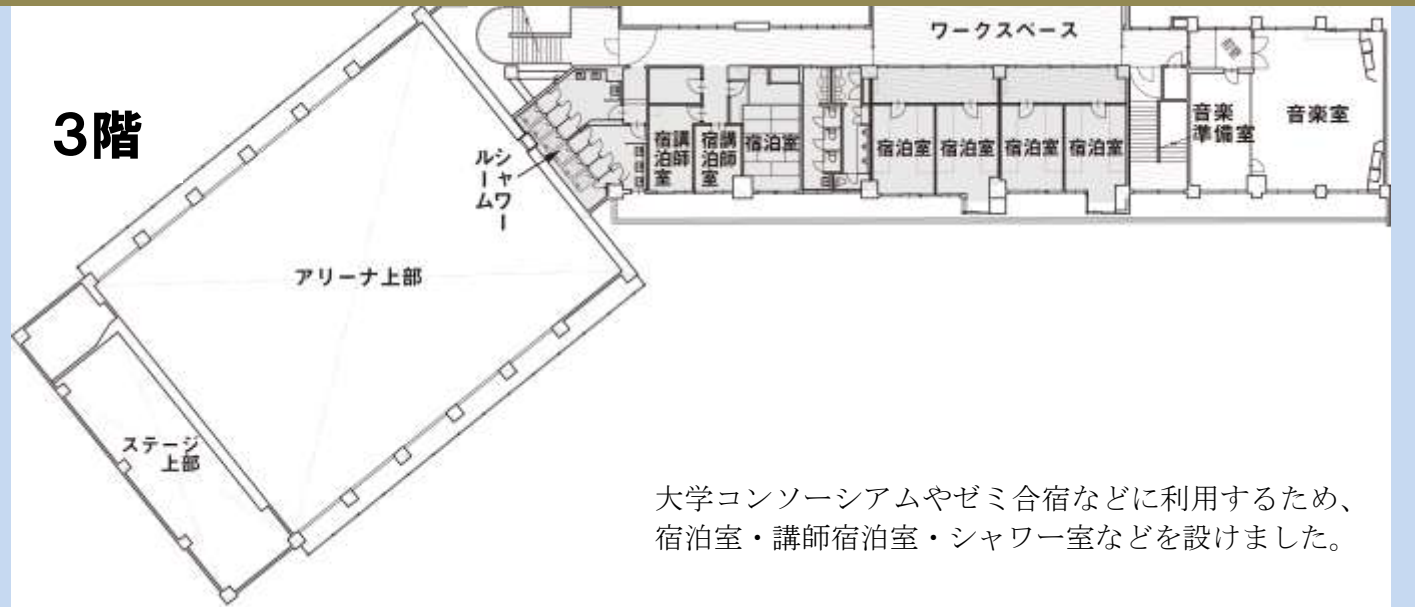 3階
ワークスペース
講師
宿泊室
講師
宿泊室
宿泊室
宿泊室
宿泊室
宿泊室
宿泊室
音楽
準備室
音楽室
シャワー
ルーム
アリーナ上部
ステージ
上部
大学コンソーシアムやゼミ合宿などに利用するため、
宿泊室・講師宿泊室・シャワー室などを設けました。